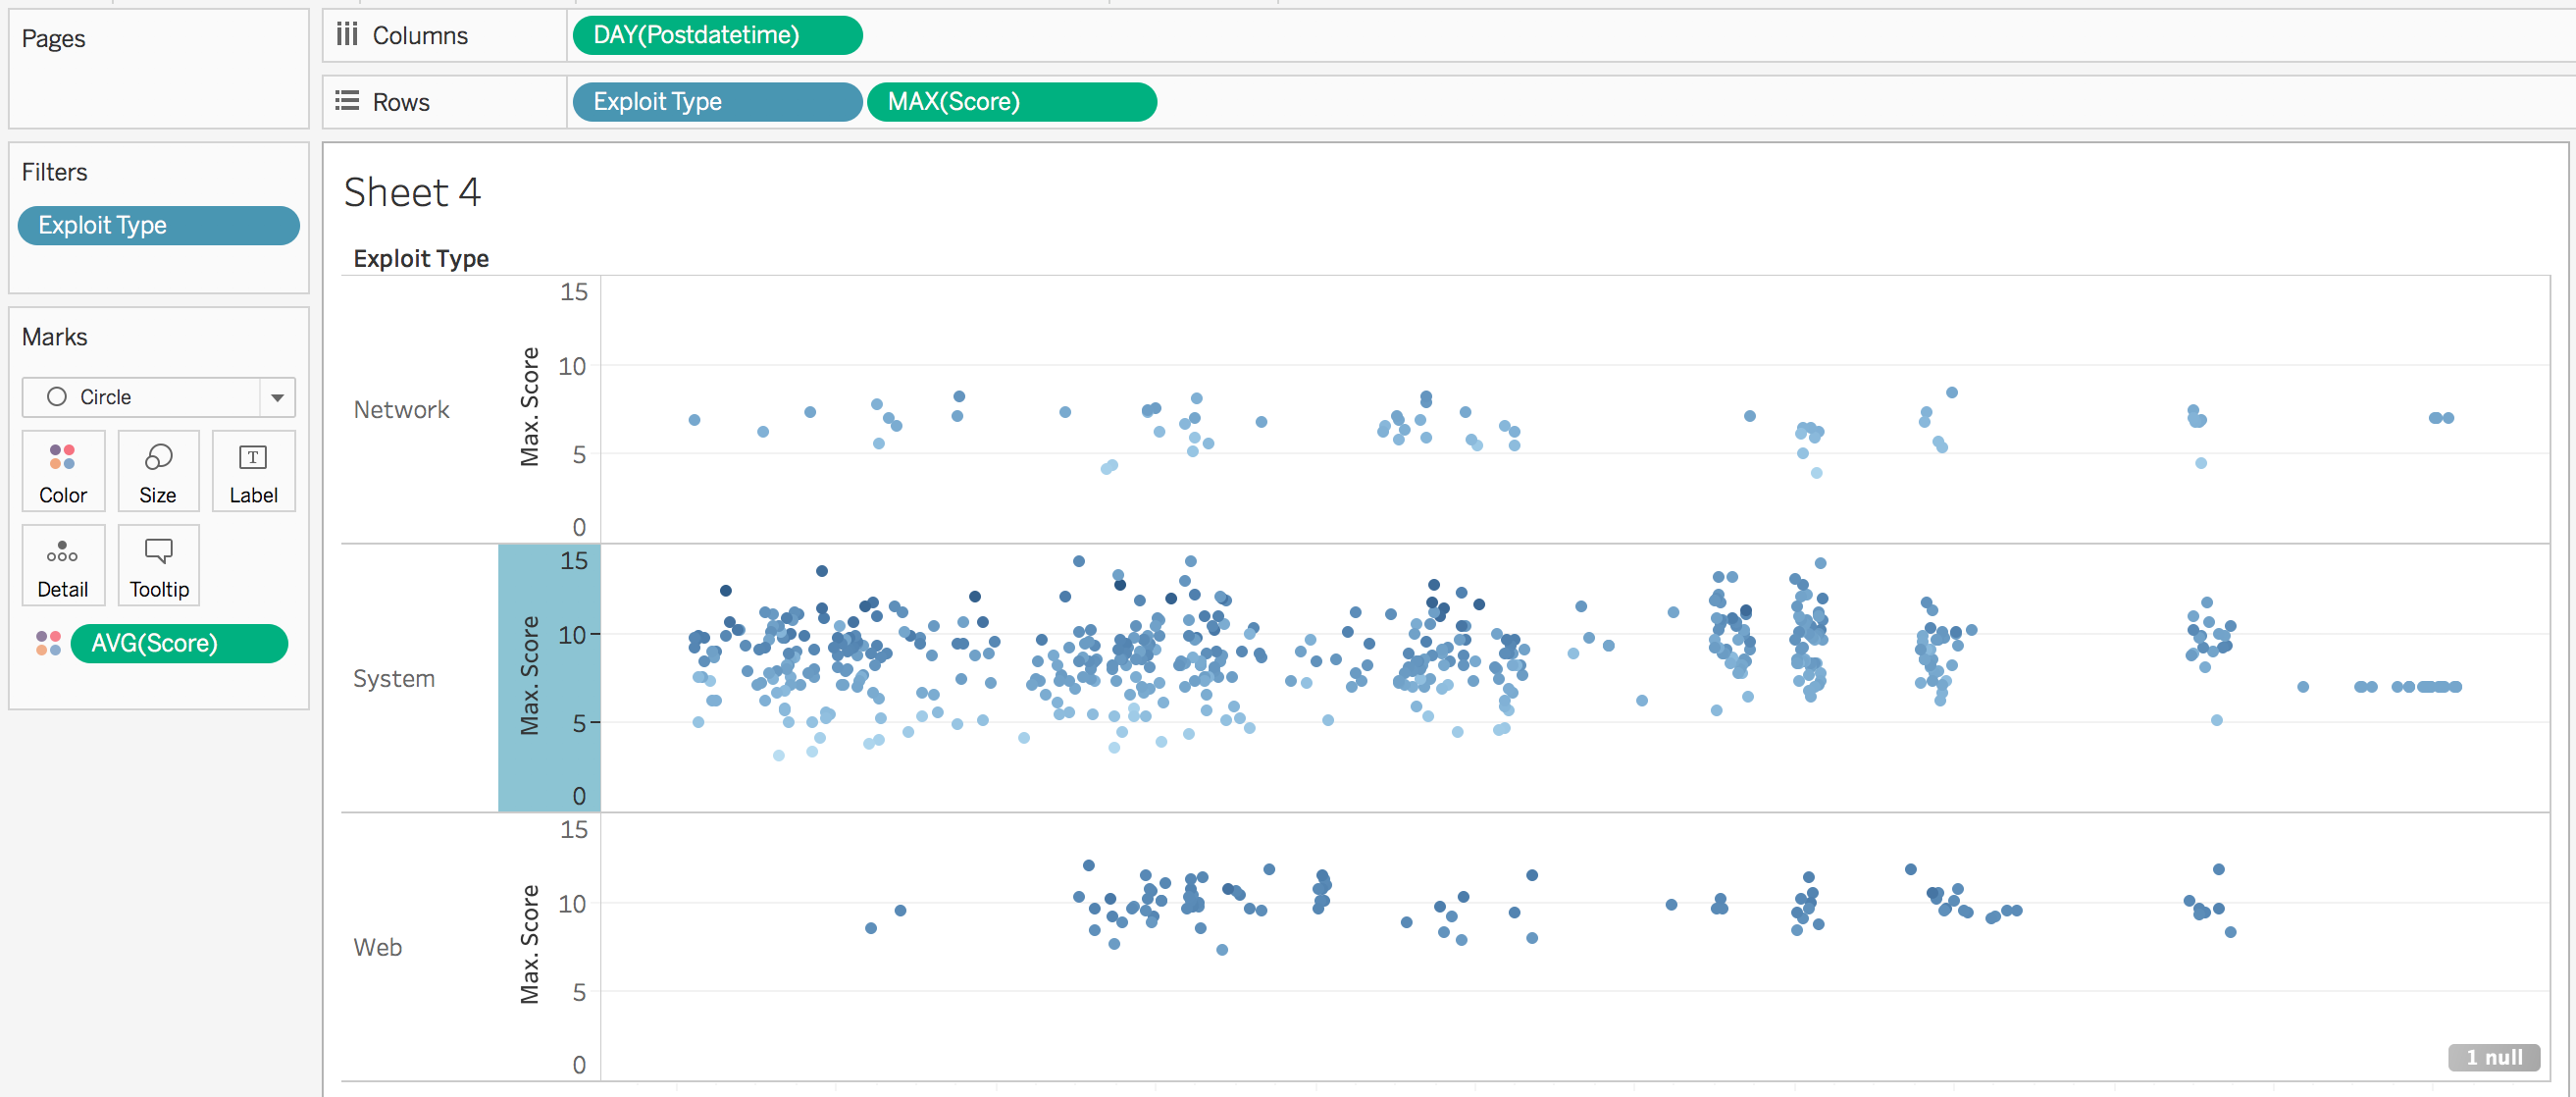 Pages
Columns
DAY(Postdatetime)
Rows
Exploit Type
MAX(Score)
Filters
Exploit Type
Marks
Circle
Color
Size
Label
Detail
Tooltip
AVG(Score)
Sheet 4
Exploit Type
Network
Max. Score
15
10
5
0
System
Max. Score
15
10
5
0
Web
Max. Score
15
10
5
0
1 null